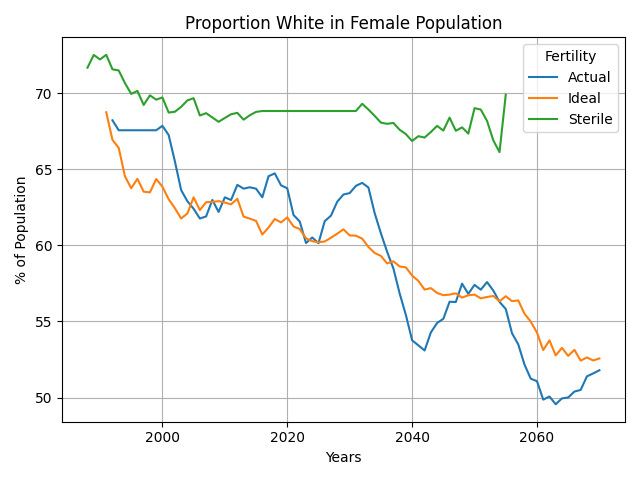 Proportion White in Female Population
Fertility
Actual
Ideal
Sterile
% of Population
70
65
60
55
50
2000
2020
2040
2060
Years